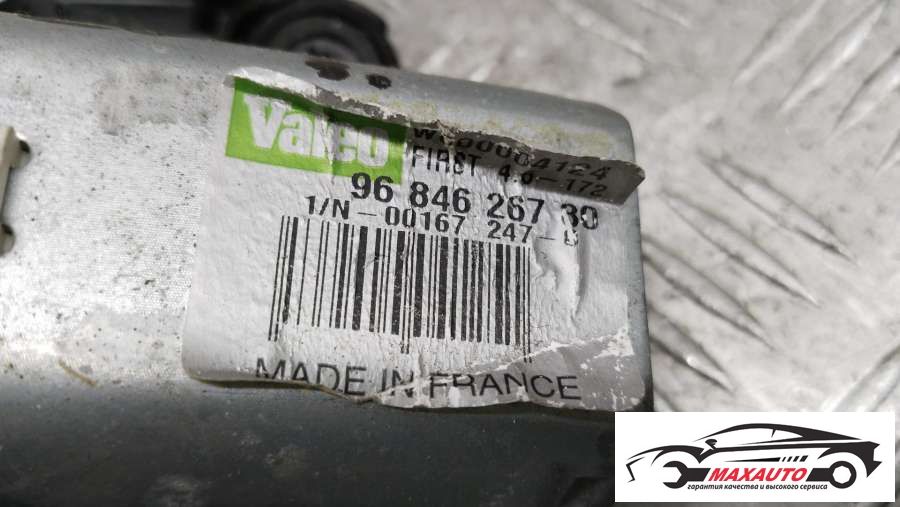 Valeo
W000004124
FIRST 4.0-172
96 846 267 80
1/N-00167 247-
MADE IN FRANCE
MAXAUTO
гарантия качества и высокого сервиса